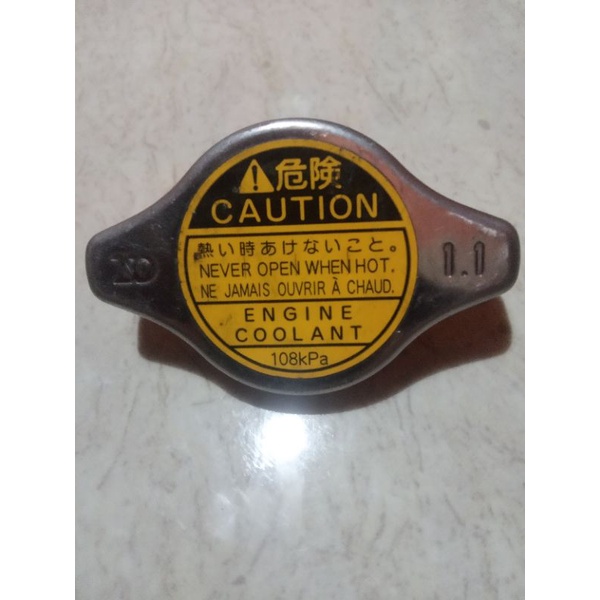 危険
CAUTION
熱い時あけないこと。
NEVER OPEN WHEN HOT.
NE JAMAIS OUVRIR À CHAUD.
ENGINE
COOLANT
108kPa
1.1